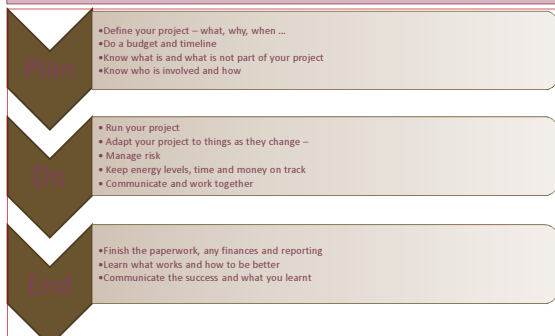 Plan
•Define your project – what, why, when ...
•Do a budget and timeline
•Know what is and what is not part of your project
•Know who is involved and how
Do
• Run your project
• Adapt your project to things as they change –
• Manage risk
• Keep energy levels, time and money on track
• Communicate and work together
End
•Finish the paperwork, any finances and reporting
•Learn what works and how to be better
•Communicate the success and what you learnt